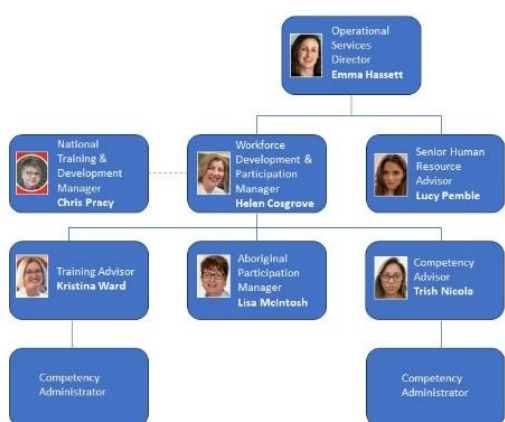 Operational
Services
Director
Emma Hassett
National
Training &
Development
Manager
Chris Pracy
Workforce
Development &
Participation
Manager
Helen Cosgrove
Senior Human
Resource
Advisor
Lucy Pemble
Training Advisor
Kristina Ward
Aboriginal
Participation
Manager
Lisa McIntosh
Competency
Advisor
Trish Nicola
Competency
Administrator
Competency
Administrator